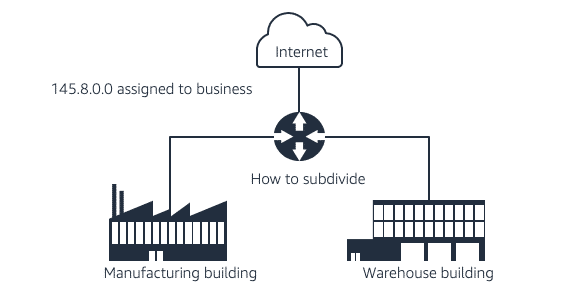 Internet
145.8.0.0 assigned to business
How to subdivide
Manufacturing building
Warehouse building